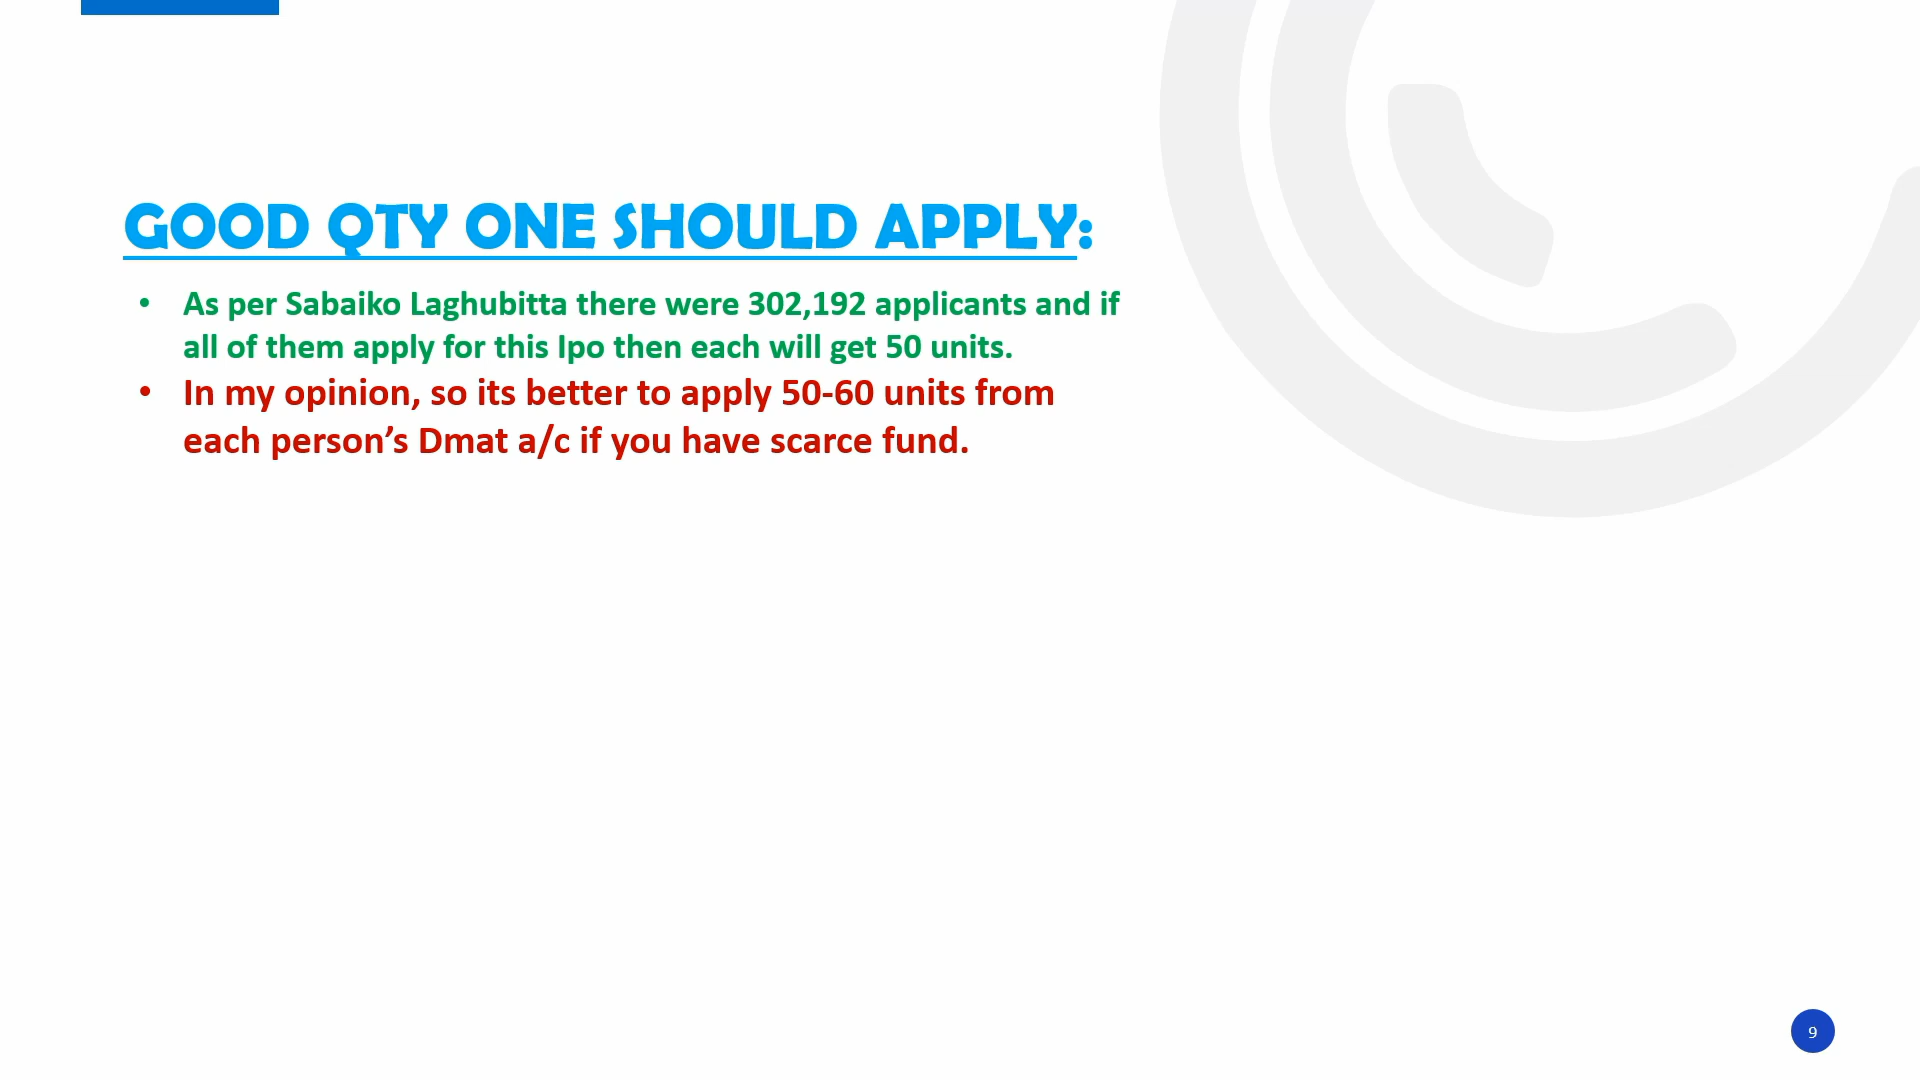 GOOD QTY ONE SHOULD APPLY:
• As per Sabaiko Laghubitta there were 302,192 applicants and if
all of them apply for this Ipo then each will get 50 units.
• In my opinion, so its better to apply 50-60 units from
each person’s Dmat a/c if you have scarce fund.
9